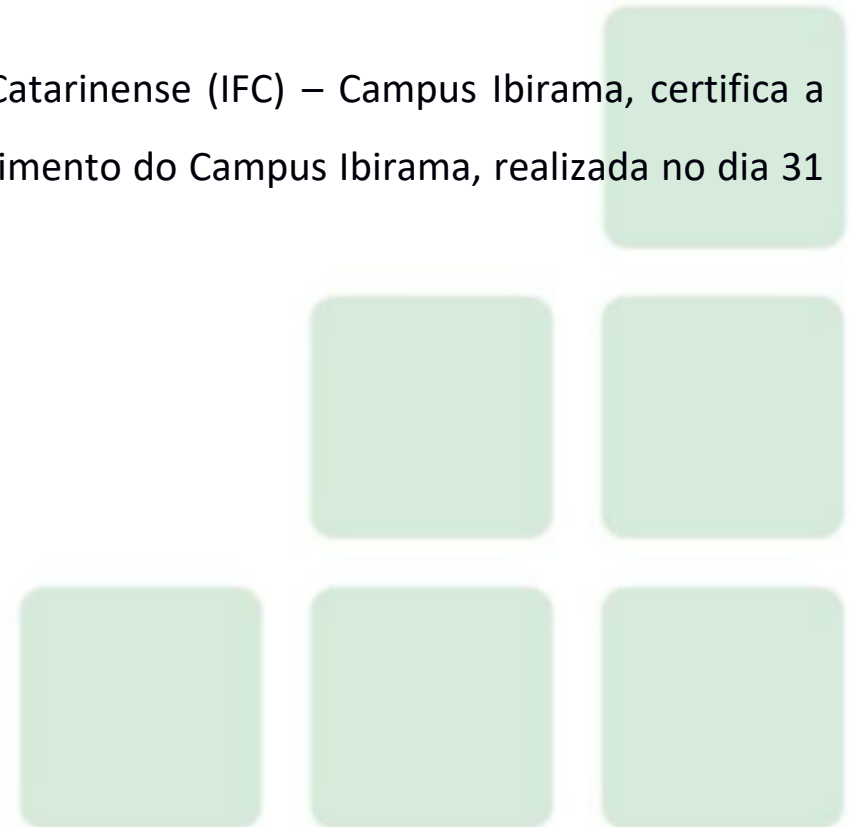 Catarinense (IFC) – Campus Ibirama, certifica a
imento do Campus Ibirama, realizada no dia 31